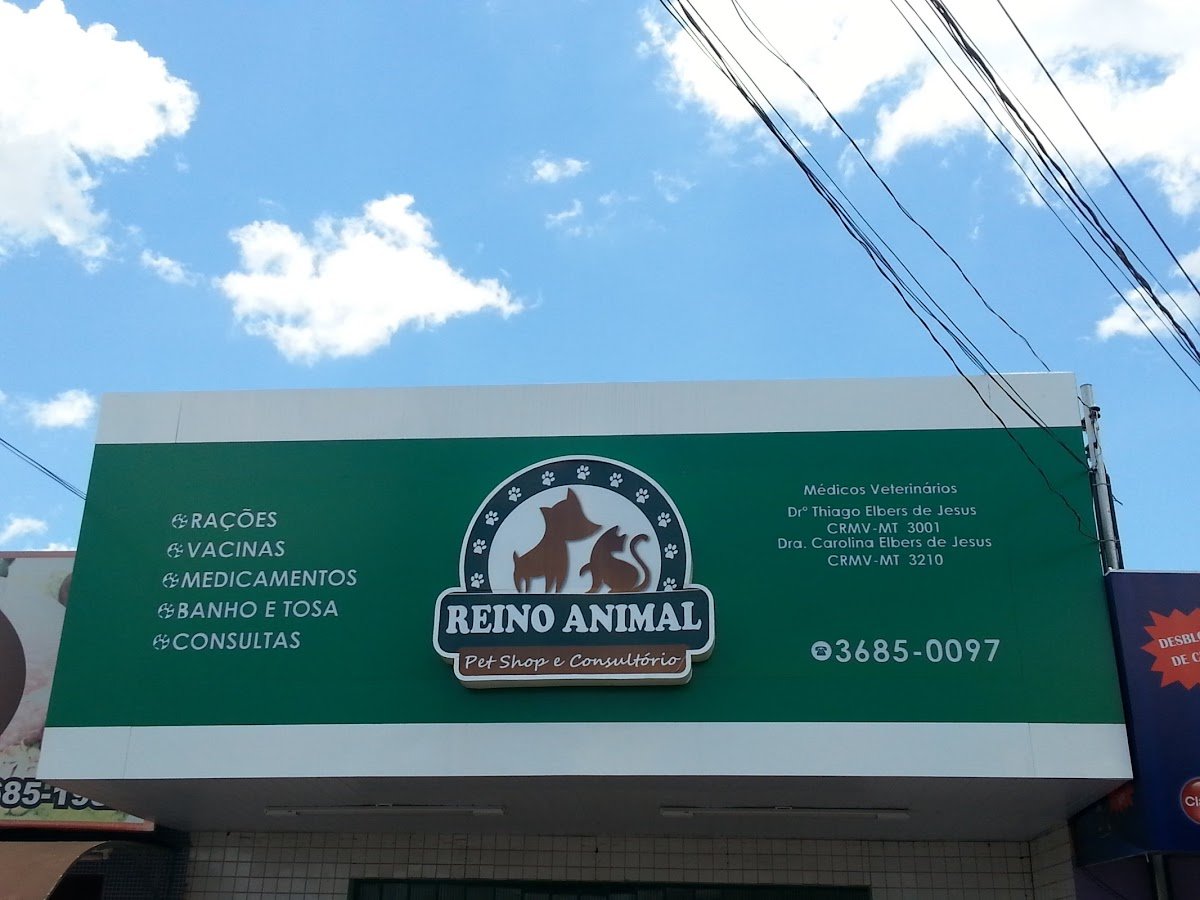 RAÇÕES
VACINAS
MEDICAMENTOS
BANHO E TOSA
CONSULTAS
REINO ANIMAL
Pet Shop e Consultório
Médicos Veterinários
Drº Thiago Elbers de Jesus
CRMV-MT 3001
Dra. Carolina Elbers de Jesus
CRMV-MT 3210
3685-0097